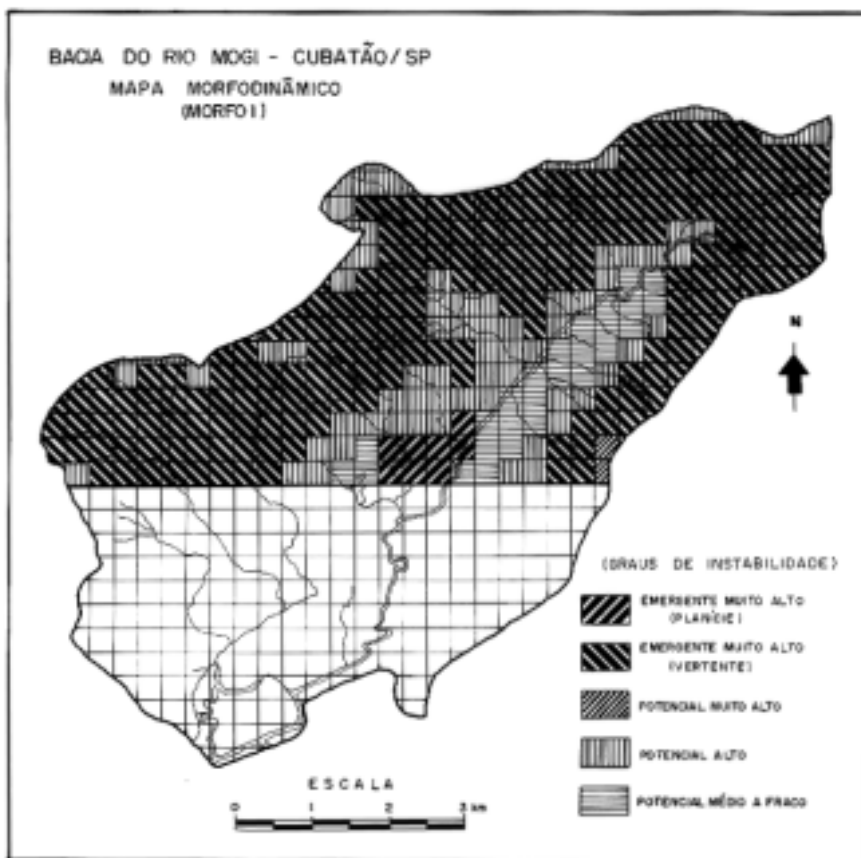 BACIA DO RIO MOGI - CUBATÃO/SP
MAPA MORFODINÂMICO
(MORFO I)
N
(GRAUS DE INSTABILIDADE)
EMERGENTE MUITO ALTO
(PLANÍCIE)
EMERGENTE MUITO ALTO
(VERTENTE)
POTENCIAL MUITO ALTO
POTENCIAL ALTO
POTENCIAL MÉDIO A FRACO
ESCALA
0 1 2 3 km